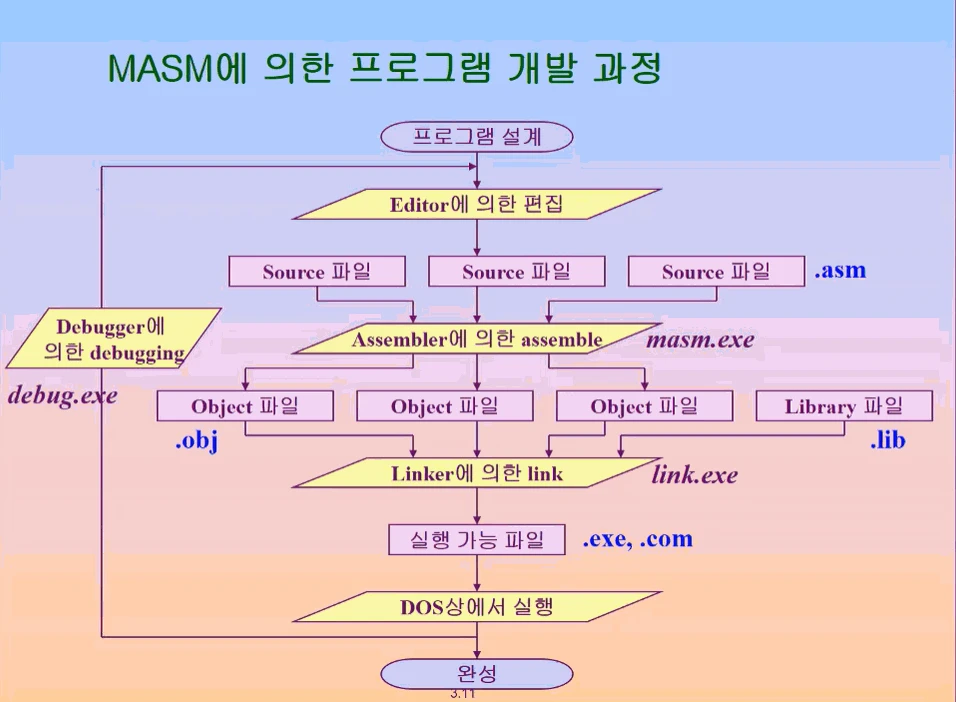 MASM에 의한 프로그램 개발 과정
프로그램 설계
Editor에 의한 편집
Source 파일
Source 파일
Source 파일
.asm
Debugger에
의한 debugging
debug.exe
Assembler에 의한 assemble
masm.exe
Object 파일
Object 파일
Object 파일
Library 파일
.obj
.lib
Linker에 의한 link
link.exe
실행 가능 파일
.exe, .com
DOS상에서 실행
완성
3.11